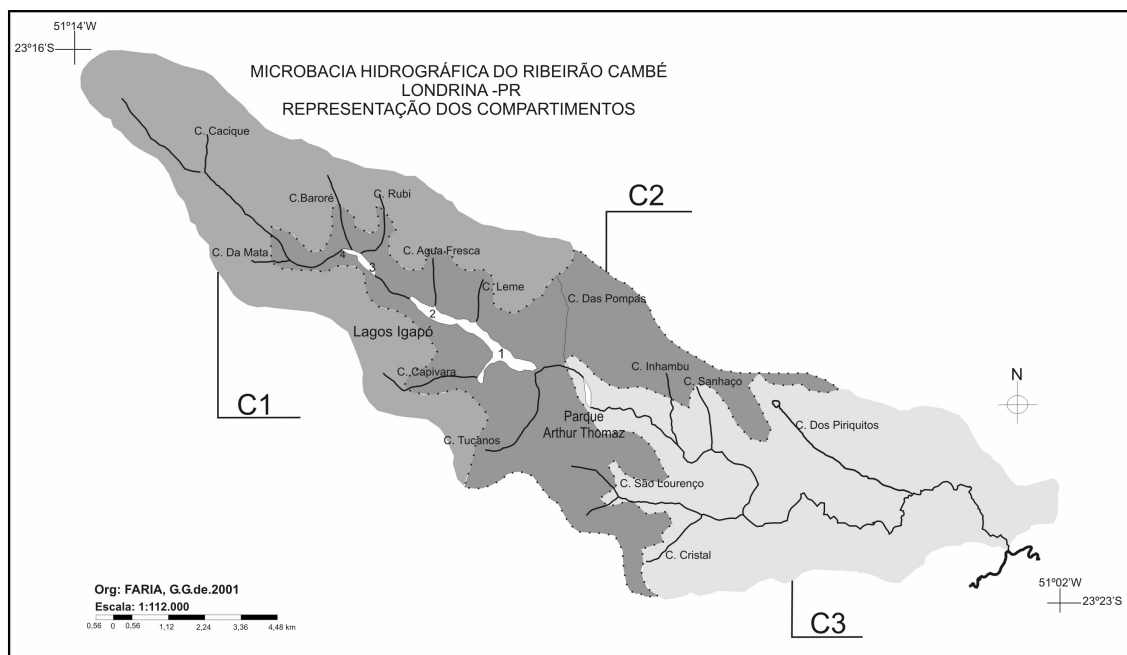 51º14'W
23º16'S
MICROBACIA HIDROGRÁFICA DO RIBEIRÃO CAMBÉ
LONDRINA -PR
REPRESENTAÇÃO DOS COMPARTIMENTOS
C. Cacique
C.Baroré
C. Rubi
C2
C. Da Mata
4
3
C. Agua Fresca
C. Leme
C. Das Pompas
2
Lagos Igapó
1
C. Capivara
C. Inhambu
C. Sanhaço
N
C1
Parque
Arthur Thomaz
C. Dos Piriquitos
C. Tucanos
C. São Lourenço
C. Cristal
Org: FARIA, G.G.de.2001
Escala: 1:112.000
0,56 0 0,56 1,12 2,24 3,36 4,48 km
51º02'W
23º23'S
C3